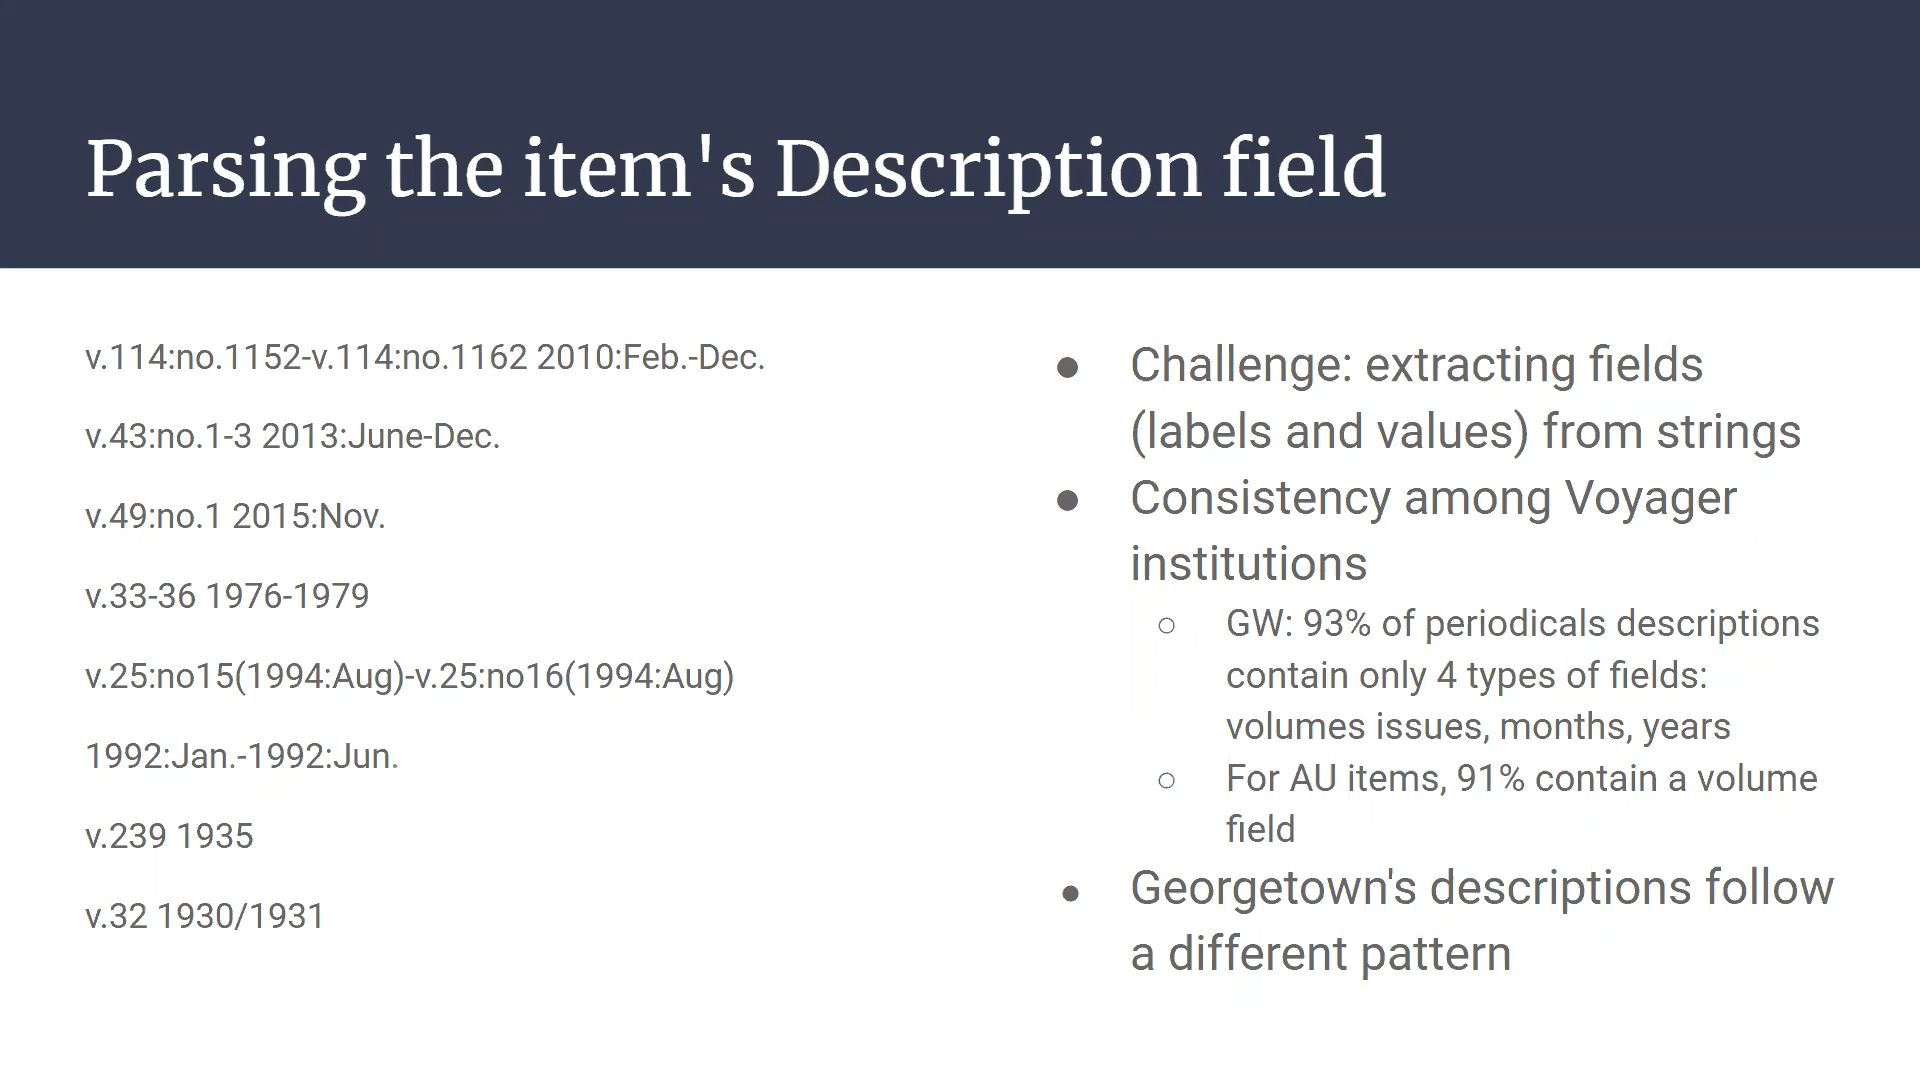 Parsing the item's Description field
v.114:no.1152-v.114:no.1162 2010:Feb.-Dec.
v.43:no.1-3 2013:June-Dec.
v.49:no.1 2015:Nov.
v.33-36 1976-1979
v.25:no15(1994:Aug)-v.25:no16(1994:Aug)
1992:Jan.-1992:Jun.
v.239 1935
v.32 1930/1931
● Challenge: extracting fields
(labels and values) from strings
● Consistency among Voyager
institutions
○ GW: 93% of periodicals descriptions
contain only 4 types of fields:
volumes issues, months, years
○ For AU items, 91% contain a volume
field
● Georgetown's descriptions follow
a different pattern